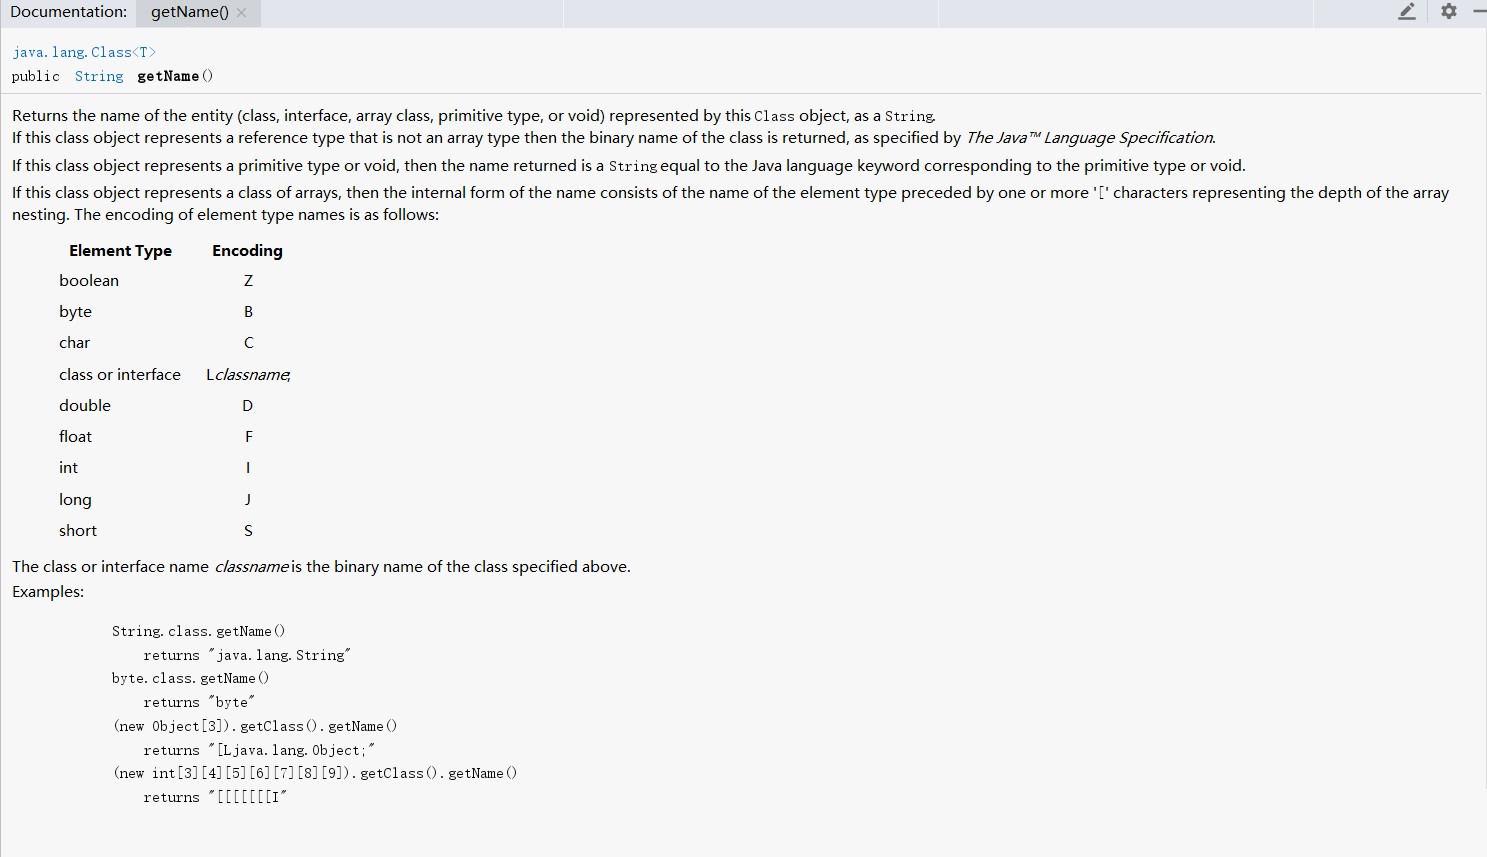 Documentation: getName() ×
java.lang.Class<T>
public String getName()
Returns the name of the entity (class, interface, array class, primitive type, or void) represented by this Class object, as a String.
If this class object represents a reference type that is not an array type then the binary name of the class is returned, as specified by The Java™ Language Specification.
If this class object represents a primitive type or void, then the name returned is a String equal to the Java language keyword corresponding to the primitive type or void.
If this class object represents a class of arrays, then the internal form of the name consists of the name of the element type preceded by one or more '[' characters representing the depth of the array
nesting. The encoding of element type names is as follows:
Element Type Encoding
boolean Z
byte B
char C
class or interface Lclassname;
double D
float F
int I
long J
short S
The class or interface name classname is the binary name of the class specified above.
Examples:
String.class.getName()
returns "java.lang.String"
byte.class.getName()
returns "byte"
(new Object[3]).getClass().getName()
returns "[Ljava.lang.Object;"
(new int[3][4][5][6][7][8][9]).getClass().getName()
returns "[[[[[[[I"